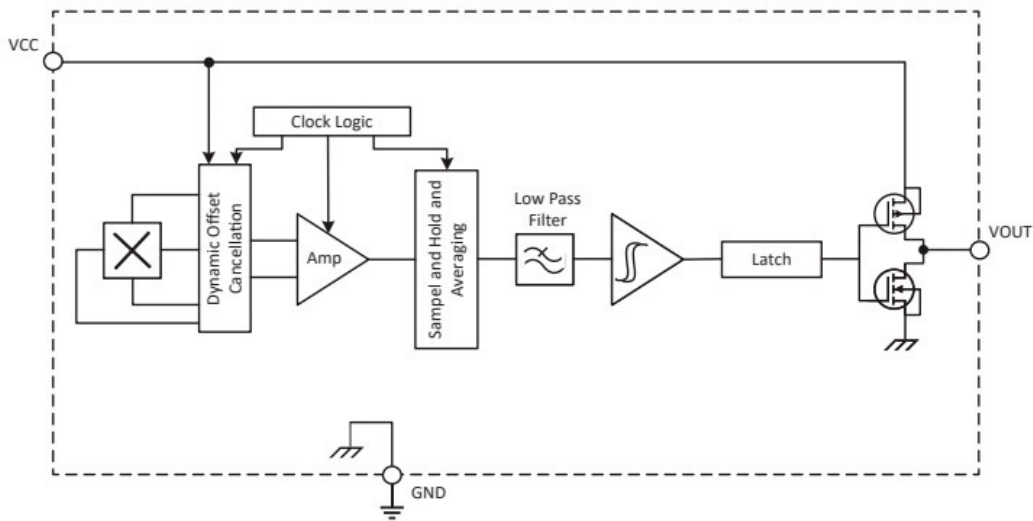 VCC
Clock Logic
Dynamic Offset
Cancellation
Amp
Sampel and Hold and
Averaging
Low Pass
Filter
Latch
VOUT
GND